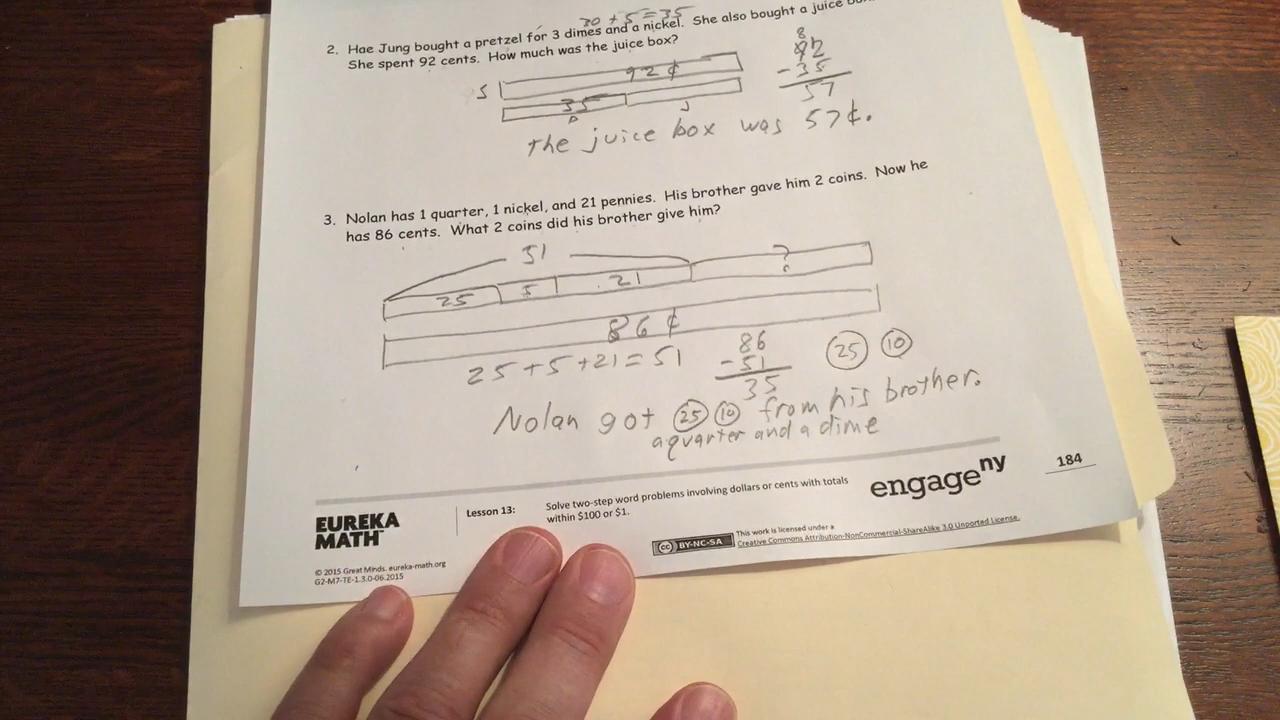 30 + 5 = 35
2. Hae Jung bought a pretzel for 3 dimes and a nickel. She also bought a juice box.
She spent 92 cents. How much was the juice box?
8
92
- 35
57
S 92 ¢
35
P J
The juice box was 57¢.
3. Nolan has 1 quarter, 1 nickel, and 21 pennies. His brother gave him 2 coins. Now he
has 86 cents. What 2 coins did his brother give him?
51 ?
25 5 21
86 ¢
25 + 5 + 21 = 51
86
- 51
35
25 10
Nolan got 25 10 from his brother.
a quarter and a dime
EUREKA
MATH™
Lesson 13:
Solve two-step word problems involving dollars or cents with totals
within $100 or $1.
engage ny
184
© 2015 Great Minds. eureka-math.org
G2-M7-TE-1.3.0-06.2015
cc BY-NC-SA
This work is licensed under a
Creative Commons Attribution-NonCommercial-ShareAlike 3.0 Unported License.